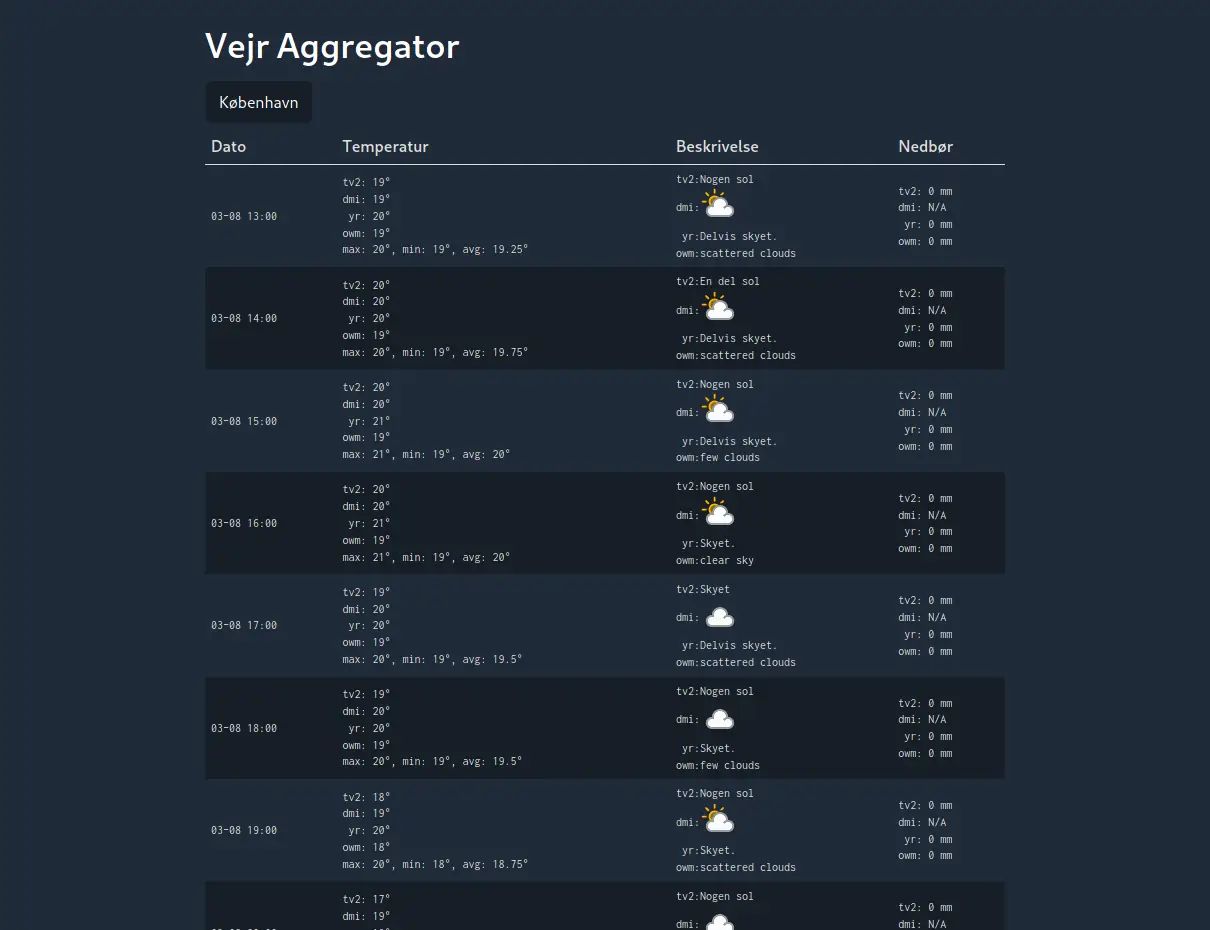 Vejr Aggregator
København
Dato Temperatur Beskrivelse Nedbør
03-08 13:00
tv2: 19°
dmi: 19°
yr: 20°
owm: 19°
max: 20°, min: 19°, avg: 19.25°
tv2:Nogen sol
dmi:
yr:Delvis skyet.
owm:scattered clouds
tv2: 0 mm
dmi: N/A
yr: 0 mm
owm: 0 mm
03-08 14:00
tv2: 20°
dmi: 20°
yr: 20°
owm: 19°
max: 20°, min: 19°, avg: 19.75°
tv2:En del sol
dmi:
yr:Delvis skyet.
owm:scattered clouds
tv2: 0 mm
dmi: N/A
yr: 0 mm
owm: 0 mm
03-08 15:00
tv2: 20°
dmi: 20°
yr: 21°
owm: 19°
max: 21°, min: 19°, avg: 20°
tv2:Nogen sol
dmi:
yr:Delvis skyet.
owm:few clouds
tv2: 0 mm
dmi: N/A
yr: 0 mm
owm: 0 mm
03-08 16:00
tv2: 20°
dmi: 20°
yr: 21°
owm: 19°
max: 21°, min: 19°, avg: 20°
tv2:Nogen sol
dmi:
yr:Skyet.
owm:clear sky
tv2: 0 mm
dmi: N/A
yr: 0 mm
owm: 0 mm
03-08 17:00
tv2: 19°
dmi: 20°
yr: 20°
owm: 19°
max: 20°, min: 19°, avg: 19.5°
tv2:Skyet
dmi:
yr:Delvis skyet.
owm:scattered clouds
tv2: 0 mm
dmi: N/A
yr: 0 mm
owm: 0 mm
03-08 18:00
tv2: 19°
dmi: 20°
yr: 20°
owm: 19°
max: 20°, min: 19°, avg: 19.5°
tv2:Nogen sol
dmi:
yr:Skyet.
owm:few clouds
tv2: 0 mm
dmi: N/A
yr: 0 mm
owm: 0 mm
03-08 19:00
tv2: 18°
dmi: 19°
yr: 20°
owm: 18°
max: 20°, min: 18°, avg: 18.75°
tv2:Nogen sol
dmi:
yr:Skyet.
owm:scattered clouds
tv2: 0 mm
dmi: N/A
yr: 0 mm
owm: 0 mm
tv2: 17°
dmi: 19°
tv2:Nogen sol
dmi:
tv2: 0 mm
dmi: N/A